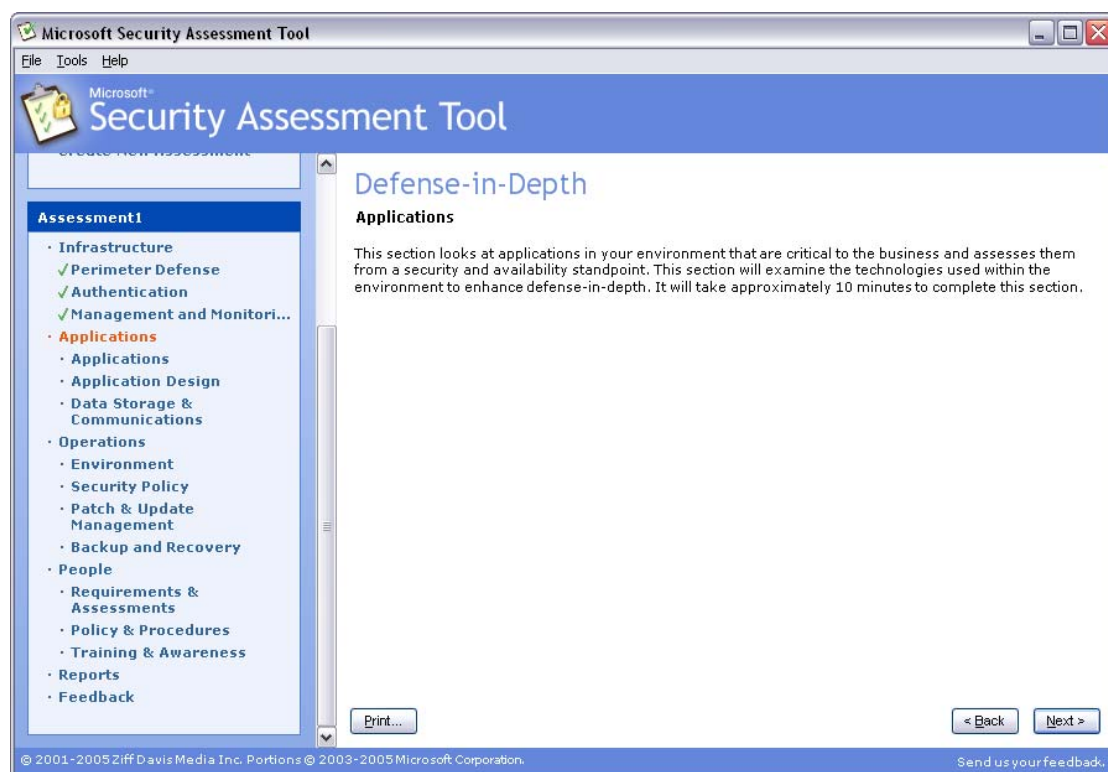 Microsoft Security Assessment Tool
File Tools Help
Microsoft®
Security Assessment Tool
Create New Assessment
Assessment1
· Infrastructure
√Perimeter Defense
√Authentication
√Management and Monitori...
· Applications
· Applications
· Application Design
· Data Storage &
Communications
· Operations
· Environment
· Security Policy
· Patch & Update
Management
· Backup and Recovery
· People
· Requirements &
Assessments
· Policy & Procedures
· Training & Awareness
· Reports
· Feedback
Defense-in-Depth
Applications
This section looks at applications in your environment that are critical to the business and assesses them
from a security and availability standpoint. This section will examine the technologies used within the
environment to enhance defense-in-depth. It will take approximately 10 minutes to complete this section.
Print...
< Back
Next >
© 2001-2005 Ziff Davis Media Inc. Portions © 2003-2005 Microsoft Corporation.
Send us your feedback.